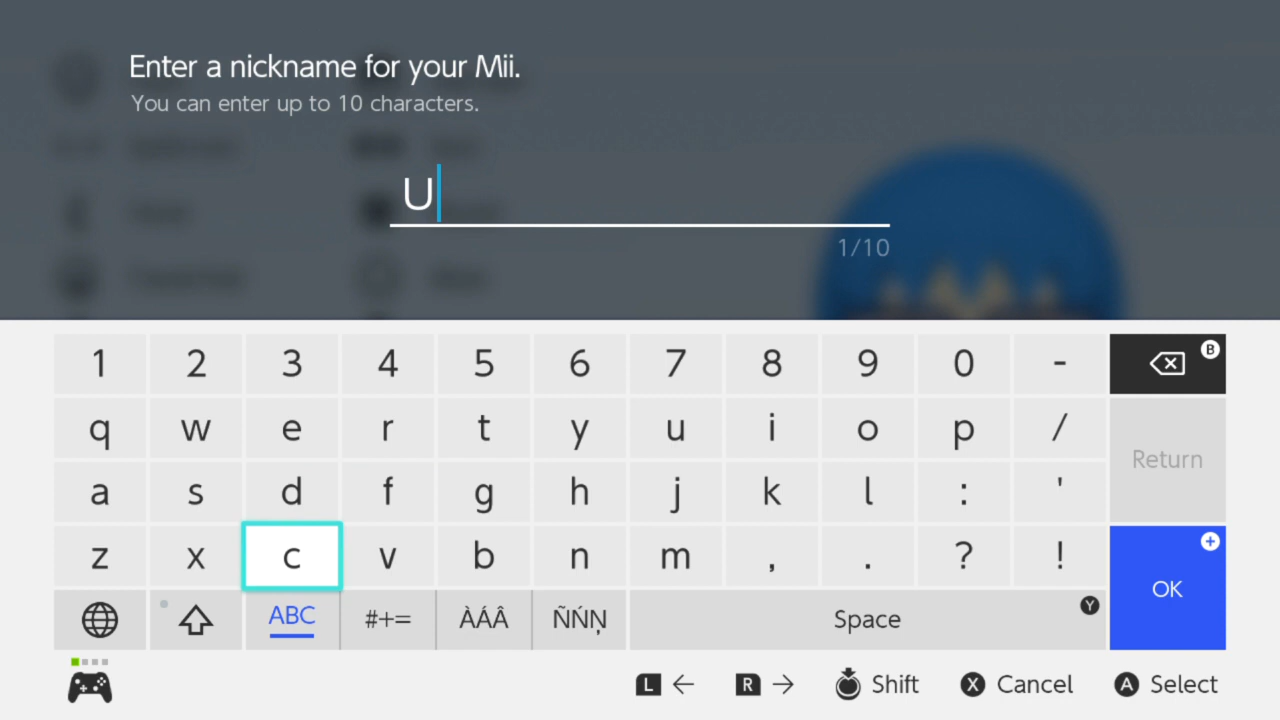 Enter a nickname for your Mii.
You can enter up to 10 characters.
U
1/10
1 2 3 4 5 6 7 8 9 0 - B
q w e r t y u i o p /
Return
a s d f g h j k l : '
z x c v b n m , . ? ! +
OK
ABC #+= ÀÁÂ ÑŃŅ Space Y
L ← R → Shift X Cancel A Select